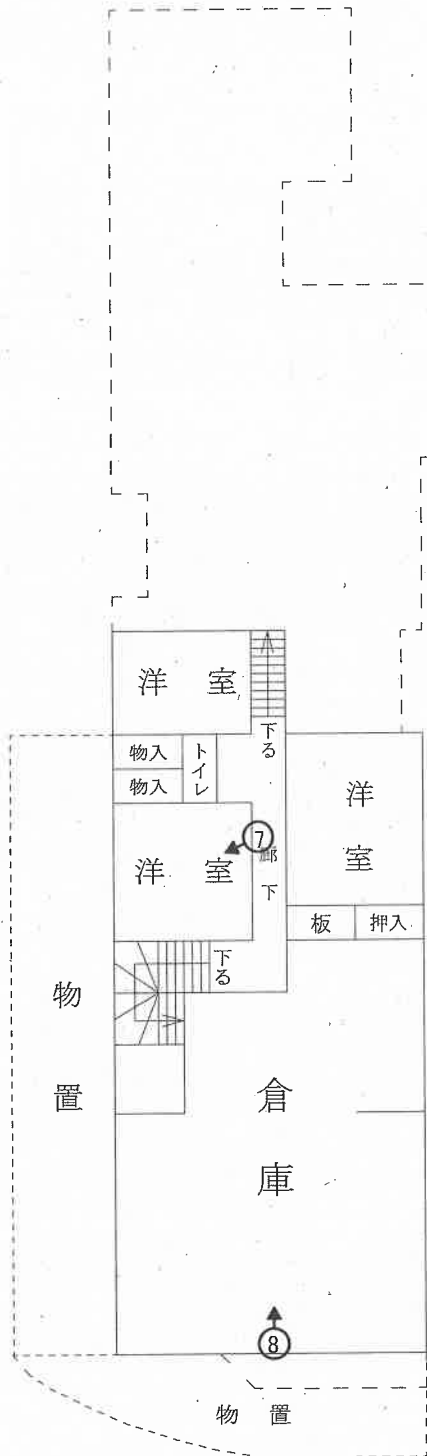 洋室
下る
物入
トイレ
物入
洋室
洋室
⑦
廊下
板
押入
下る
物置
倉庫
⑧
物置